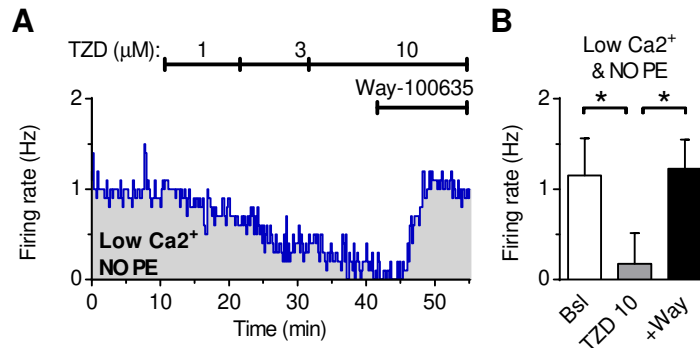 A
TZD (µM): 1 3 10
Way-100635
2
1
0
Firing rate (Hz)
Low Ca2⁺
NO PE
0 10 20 30 40 50
Time (min)
B
Low Ca2⁺
& NO PE
* *
2
1
0
Firing rate (Hz)
Bsl TZD 10 +Way